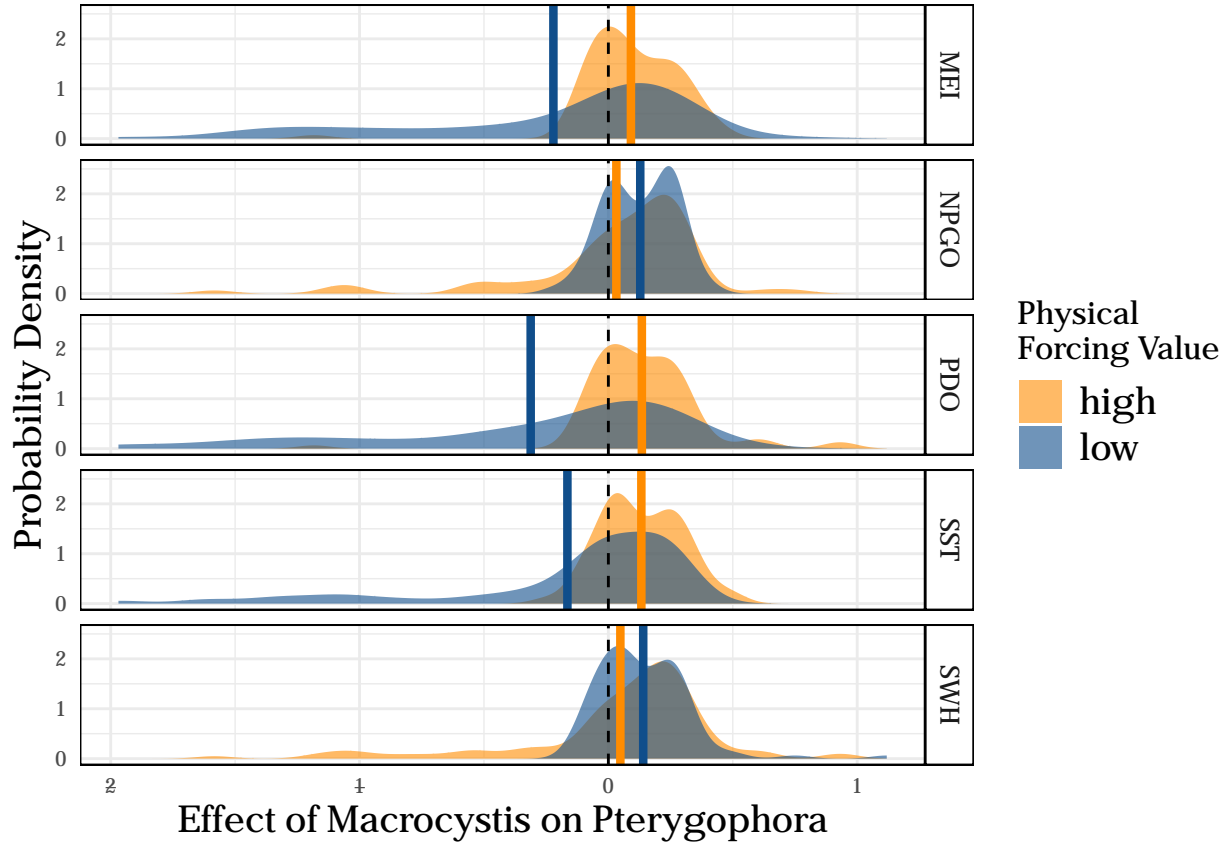 2
1
0
MEI
2
1
0
NPGO
2
1
0
PDO
2
1
0
SST
2
1
0
SWH
-2 -1 0 1
Effect of Macrocystis on Pterygophora
Probability Density
Physical
Forcing Value
high
low